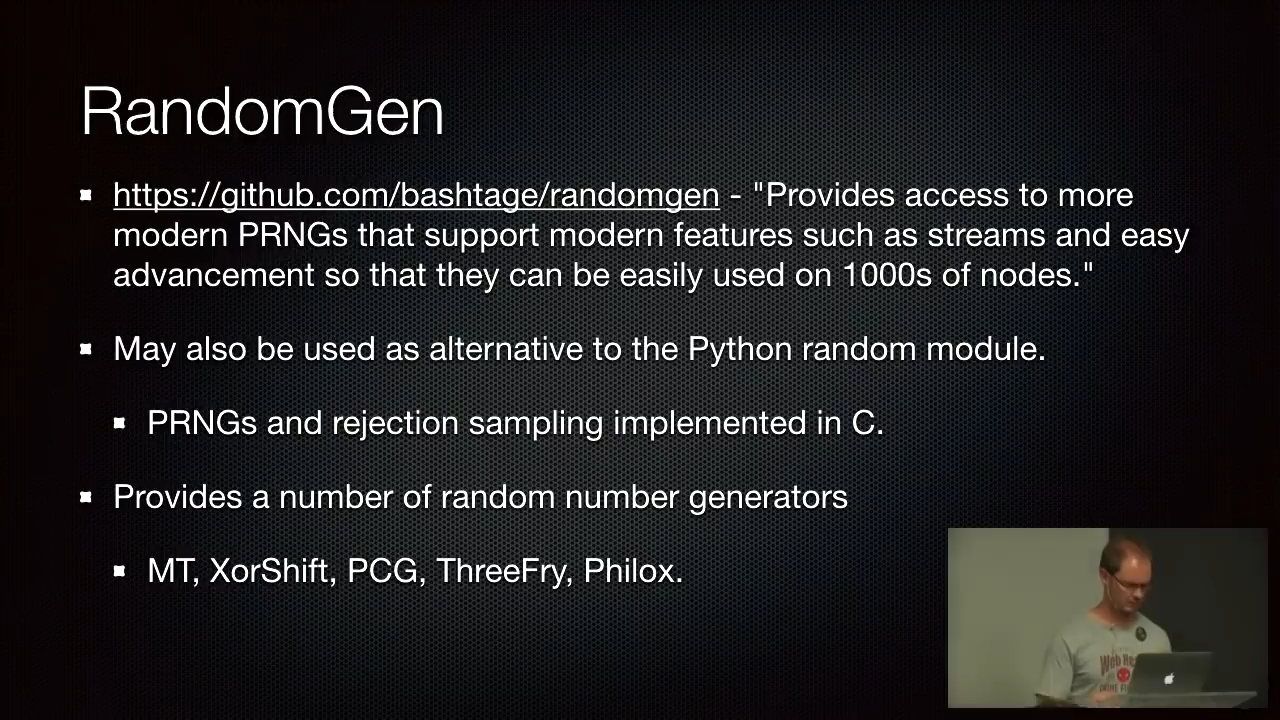 RandomGen
https://github.com/bashtage/randomgen - "Provides access to more
modern PRNGs that support modern features such as streams and easy
advancement so that they can be easily used on 1000s of nodes."
May also be used as alternative to the Python random module.
PRNGs and rejection sampling implemented in C.
Provides a number of random number generators
MT, XorShift, PCG, ThreeFry, Philox.